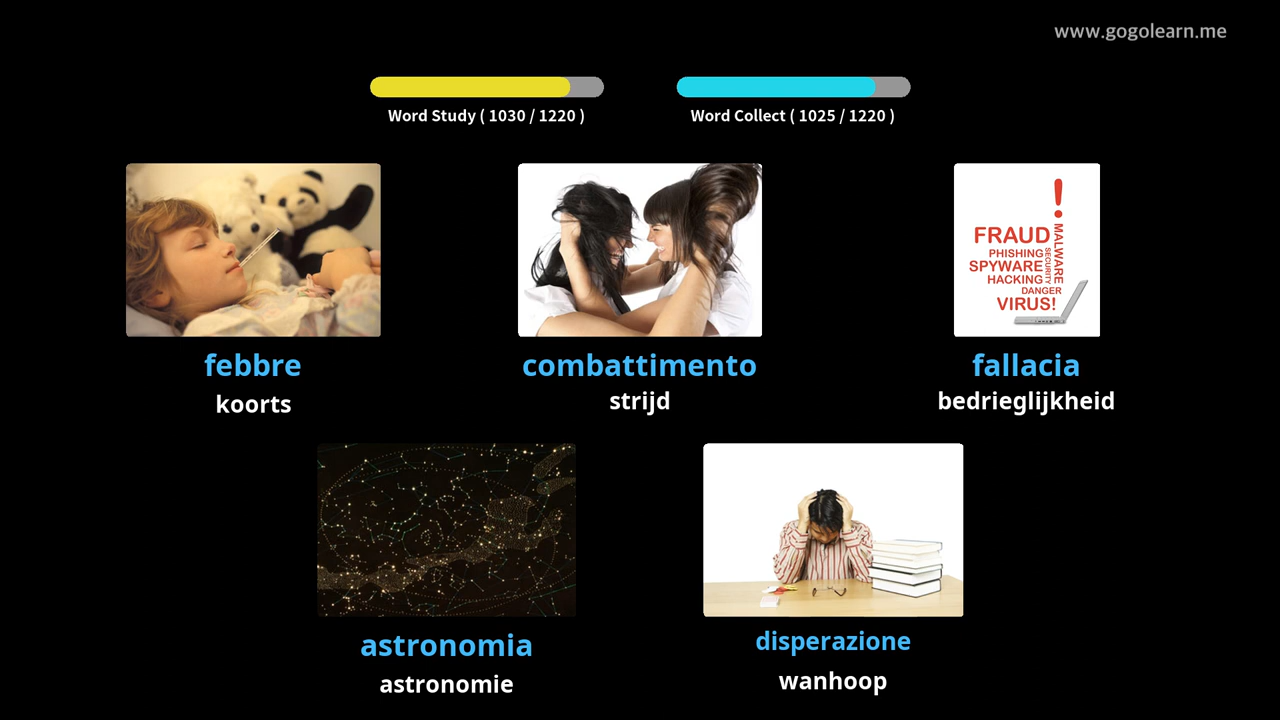 www.gogolearn.me
Word Study ( 1030 / 1220 )
Word Collect ( 1025 / 1220 )
!
FRAUD
PHISHING
SPYWARE
HACKING
DANGER
VIRUS!
MALWARE
SECURITY
febbre
combattimento
fallacia
koorts
strijd
bedrieglijkheid
astronomia
disperazione
astronomie
wanhoop